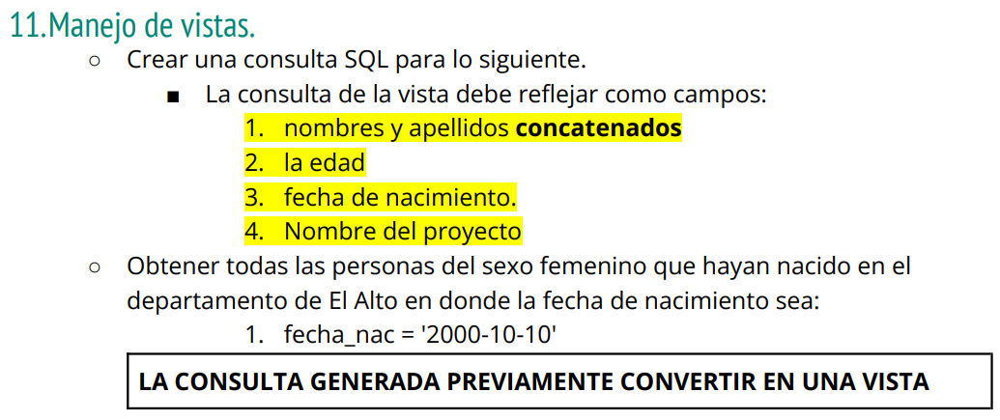 11.Manejo de vistas.
○ Crear una consulta SQL para lo siguiente.
■ La consulta de la vista debe reflejar como campos:
1. nombres y apellidos concatenados
2. la edad
3. fecha de nacimiento.
4. Nombre del proyecto
○ Obtener todas las personas del sexo femenino que hayan nacido en el
departamento de El Alto en donde la fecha de nacimiento sea:
1. fecha_nac = '2000-10-10'
LA CONSULTA GENERADA PREVIAMENTE CONVERTIR EN UNA VISTA